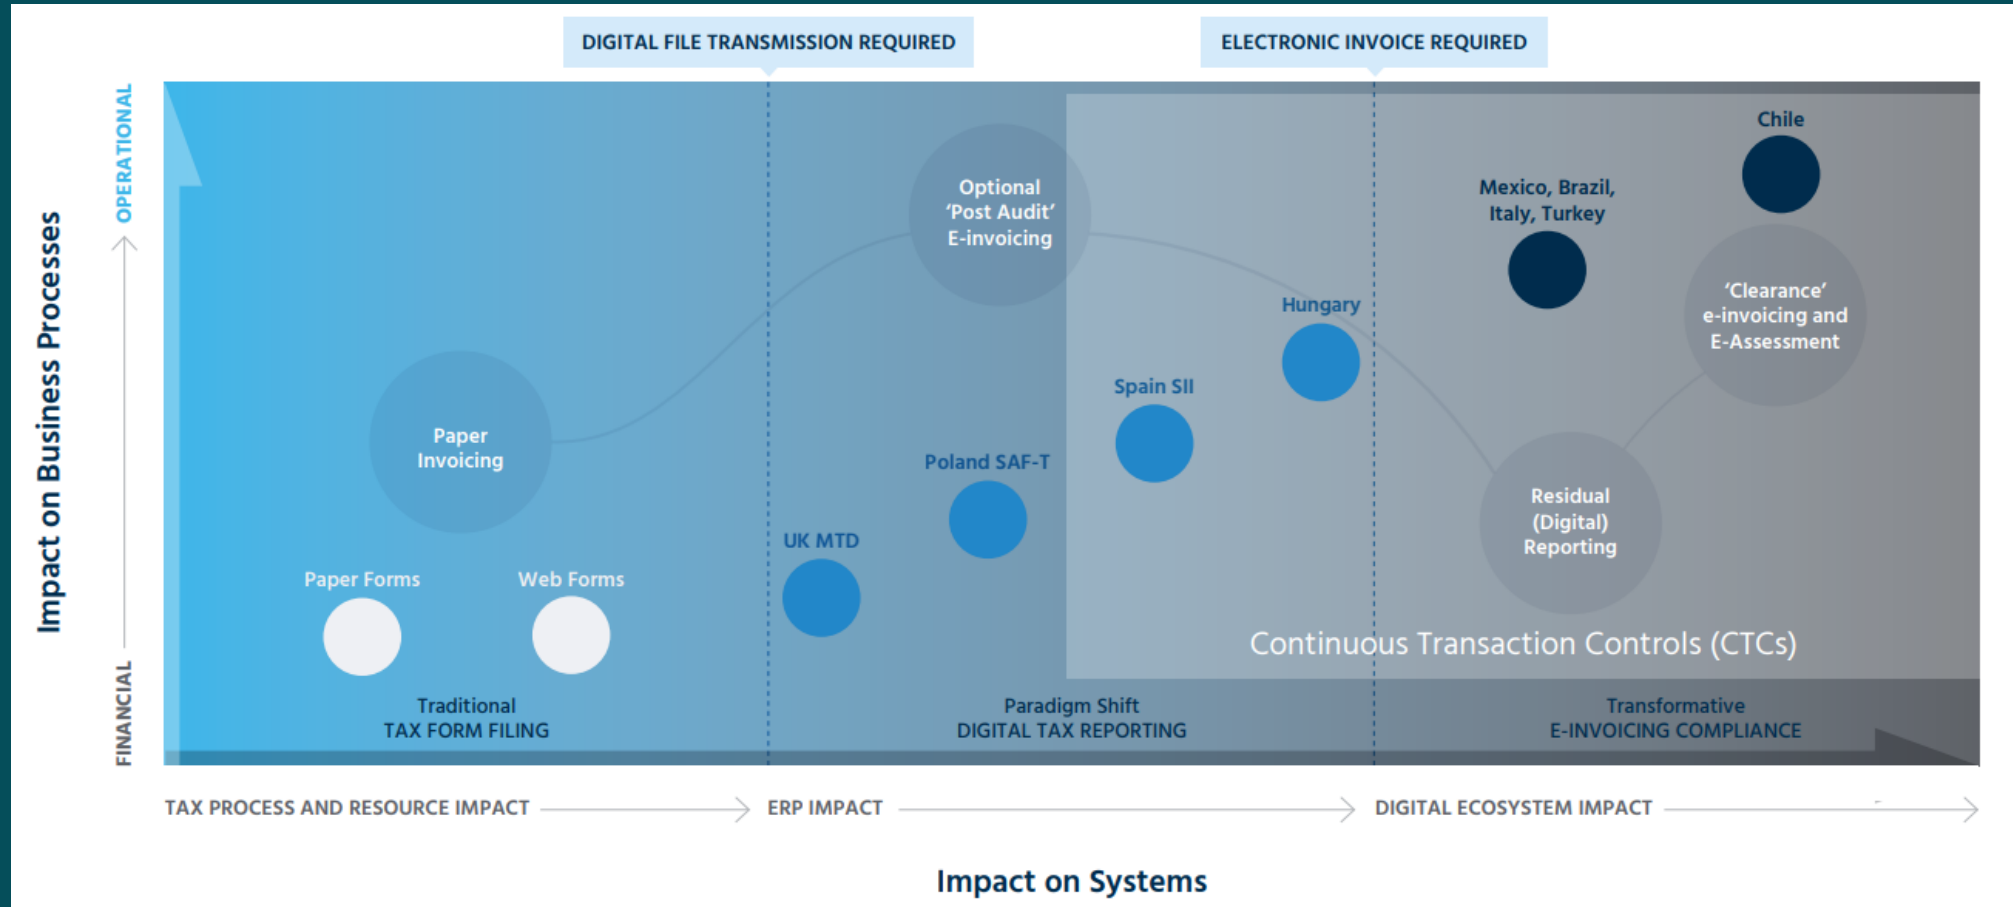 DIGITAL FILE TRANSMISSION REQUIRED
ELECTRONIC INVOICE REQUIRED
Impact on Business Processes
OPERATIONAL
FINANCIAL
Chile
Optional
‘Post Audit’
E-invoicing
Mexico, Brazil,
Italy, Turkey
‘Clearance’
e-invoicing and
E-Assessment
Hungary
Spain SII
Paper
Invoicing
Poland SAF-T
Residual
(Digital)
Reporting
UK MTD
Paper Forms
Web Forms
Continuous Transaction Controls (CTCs)
Traditional
TAX FORM FILING
Paradigm Shift
DIGITAL TAX REPORTING
Transformative
E-INVOICING COMPLIANCE
TAX PROCESS AND RESOURCE IMPACT
ERP IMPACT
DIGITAL ECOSYSTEM IMPACT
Impact on Systems